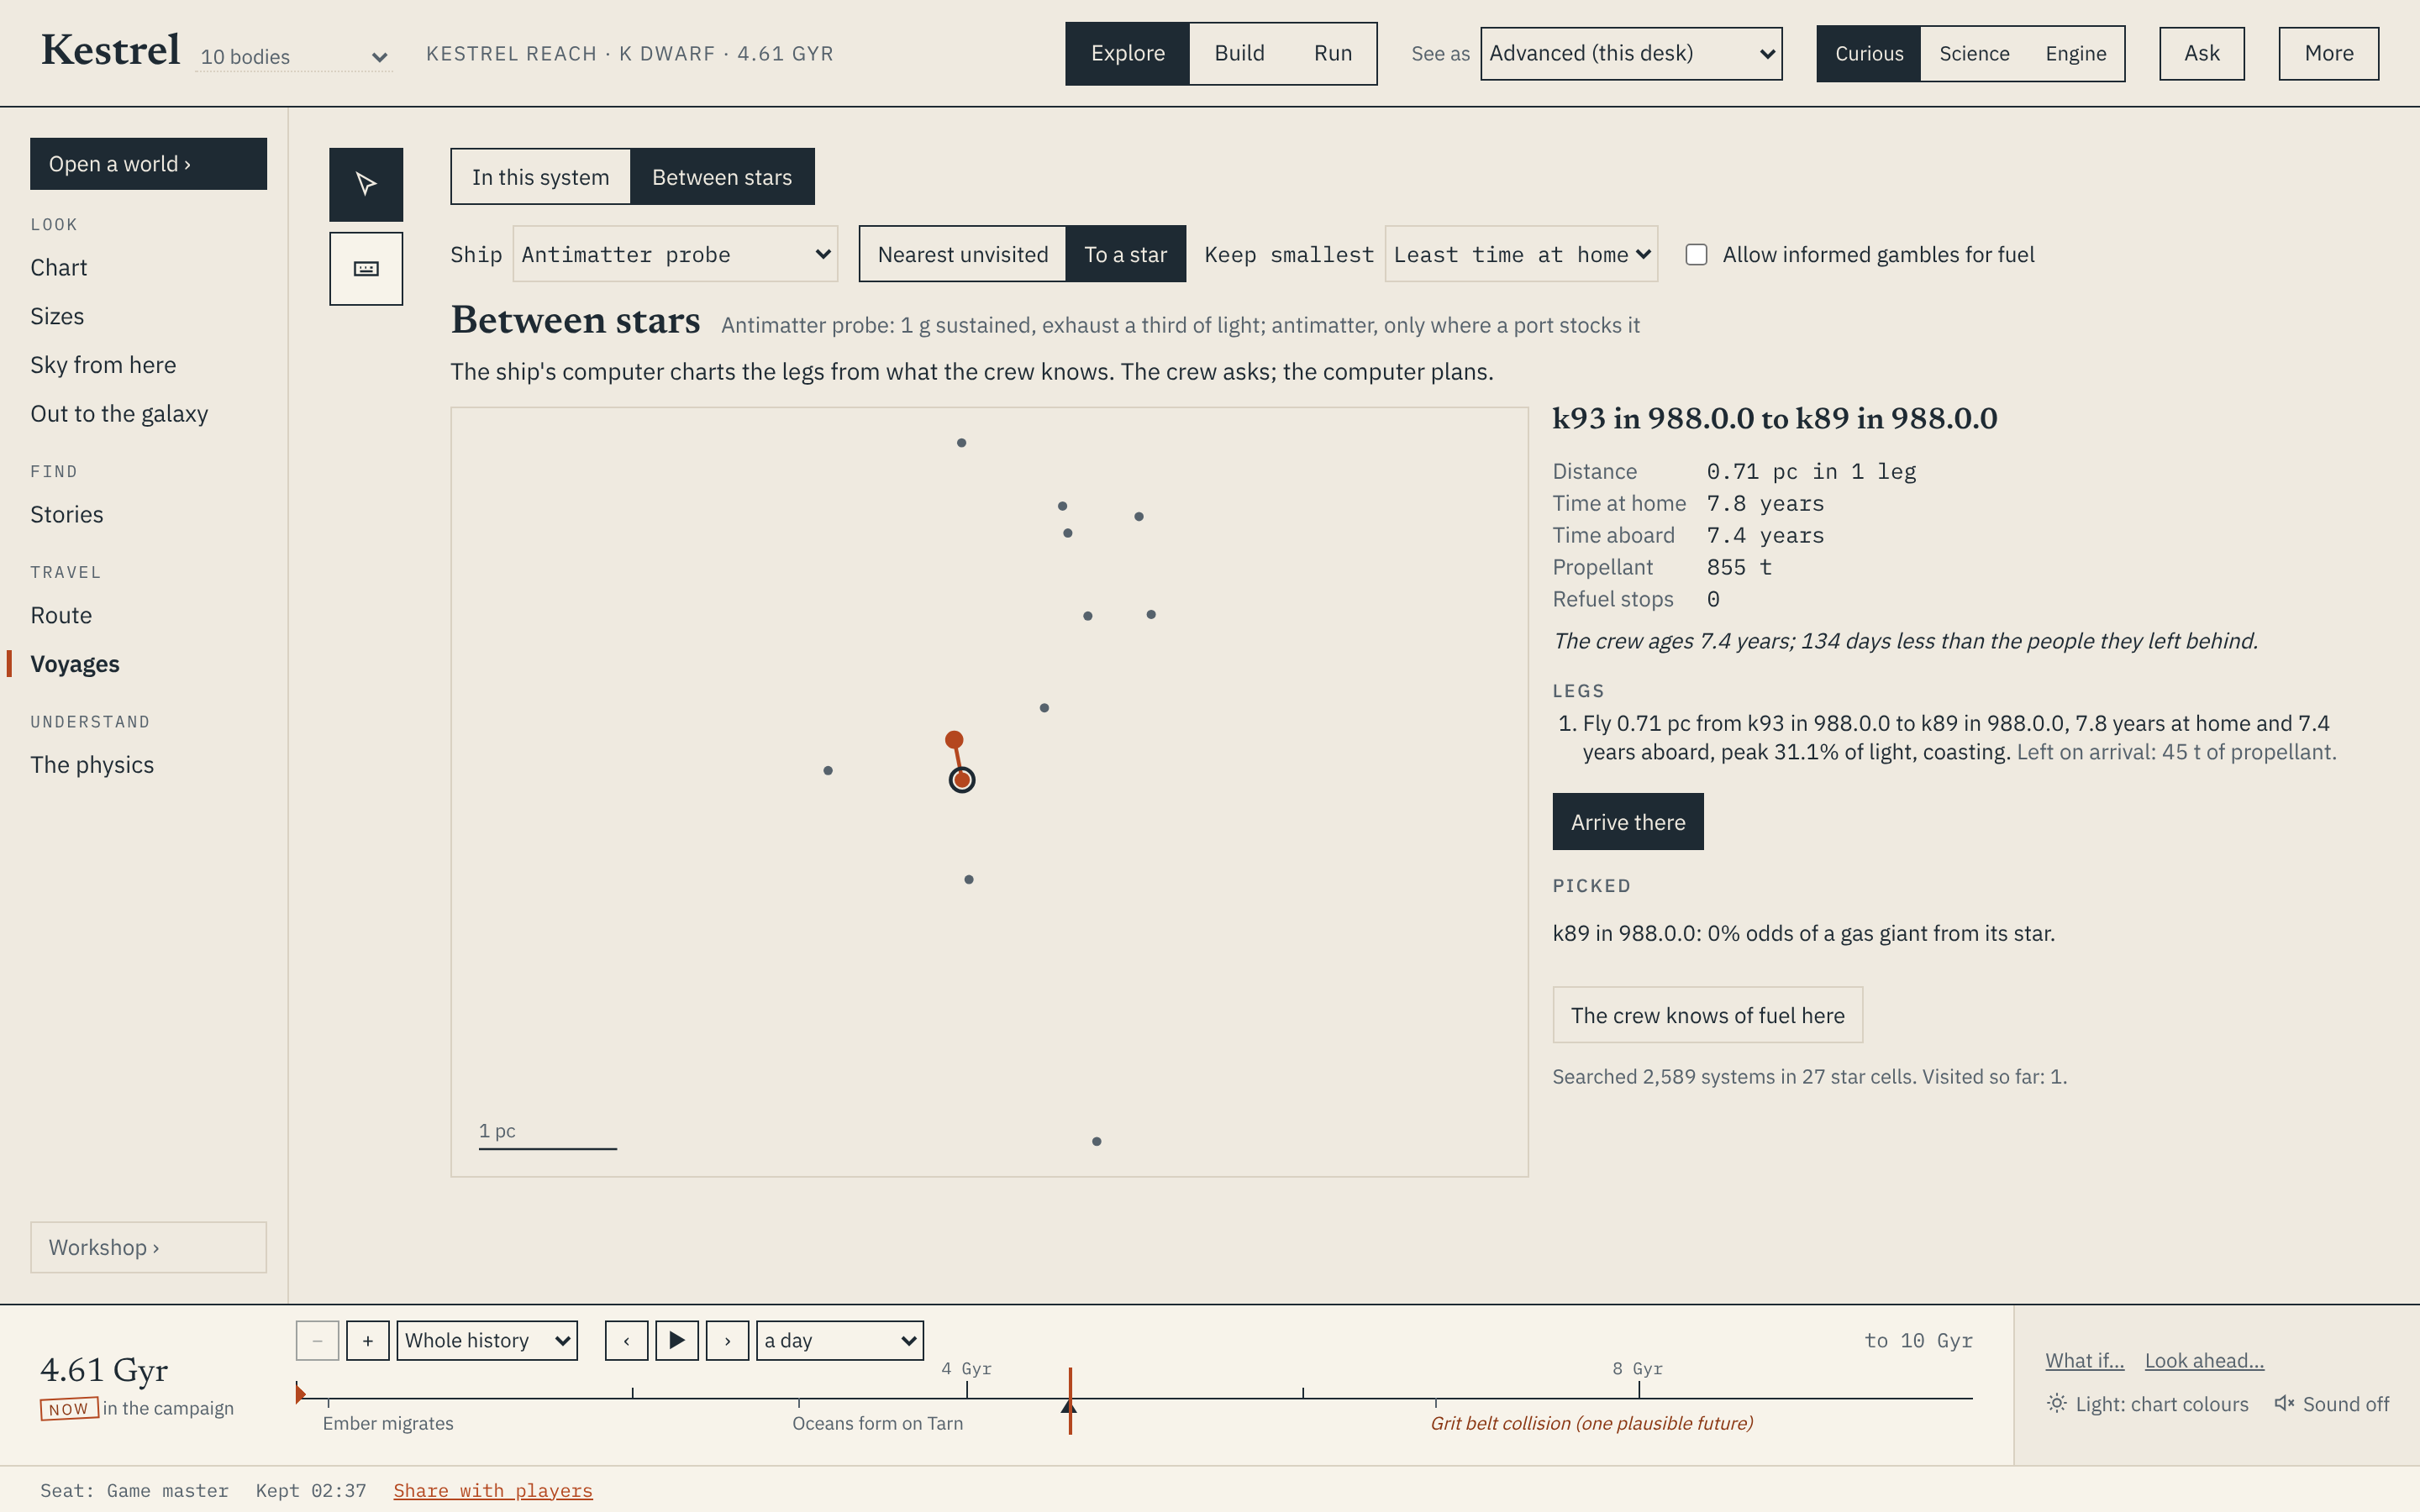 Kestrel
10 bodies
KESTREL REACH · K DWARF · 4.61 GYR
Explore
Build
Run
See as
Advanced (this desk)
Curious
Science
Engine
Ask
More
Open a world ›
LOOK
Chart
Sizes
Sky from here
Out to the galaxy
FIND
Stories
TRAVEL
Route
Voyages
UNDERSTAND
The physics
Workshop ›
In this system
Between stars
Ship
Antimatter probe
Nearest unvisited
To a star
Keep smallest
Least time at home
Allow informed gambles for fuel
Between stars
Antimatter probe: 1 g sustained, exhaust a third of light; antimatter, only where a port stocks it
The ship's computer charts the legs from what the crew knows. The crew asks; the computer plans.
1 pc
k93 in 988.0.0 to k89 in 988.0.0
Distance 0.71 pc in 1 leg
Time at home 7.8 years
Time aboard 7.4 years
Propellant 855 t
Refuel stops 0
The crew ages 7.4 years; 134 days less than the people they left behind.
LEGS
1. Fly 0.71 pc from k93 in 988.0.0 to k89 in 988.0.0, 7.8 years at home and 7.4
years aboard, peak 31.1% of light, coasting. Left on arrival: 45 t of propellant.
Arrive there
PICKED
k89 in 988.0.0: 0% odds of a gas giant from its star.
The crew knows of fuel here
Searched 2,589 systems in 27 star cells. Visited so far: 1.
4.61 Gyr
NOW in the campaign
−
+
Whole history
‹
›
a day
to 10 Gyr
4 Gyr
8 Gyr
Ember migrates
Oceans form on Tarn
Grit belt collision (one plausible future)
What if...
Look ahead...
Light: chart colours
Sound off
Seat: Game master
Kept 02:37
Share with players